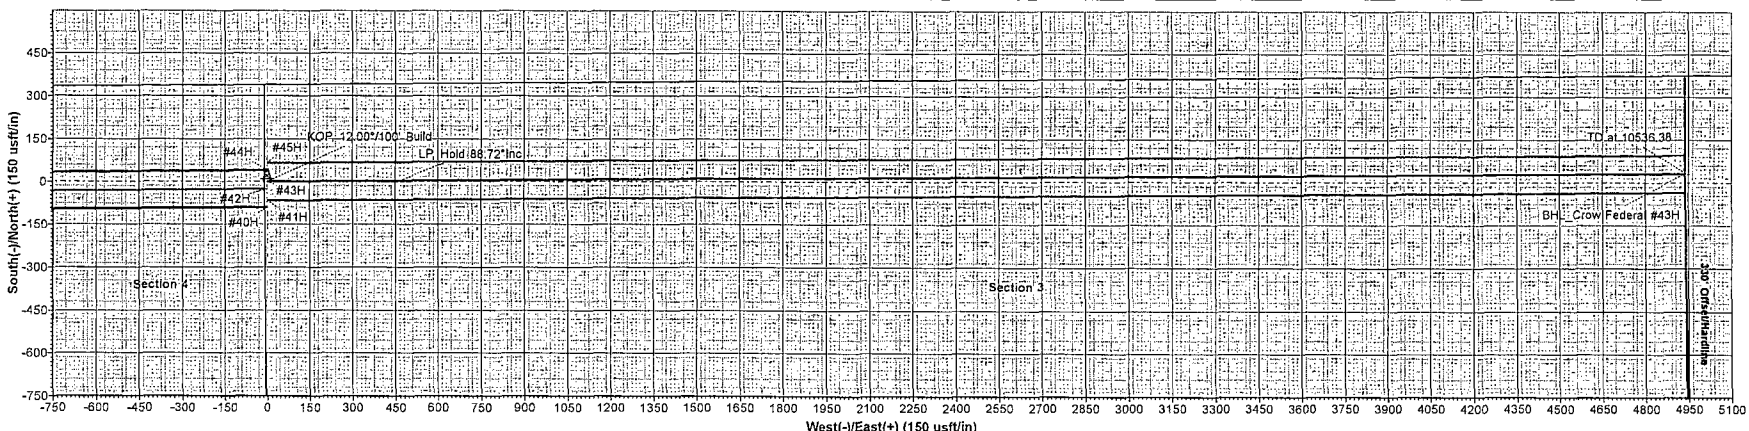 South(-)/North(+) (150 usft/in)
450
300
150
0
-150
-300
-450
-600
-750
#44H
#45H
KOP, 12.00°/100' Build
LP, Hold 88.72° Inc
#43H
#42H
#41H
#40H
Section 4
Section 3
TD at 10536.38
BHL_Crow Federal #43H
330' Offset/Hardline
-750 -600 -450 -300 -150 0 150 300 450 600 750 900 1050 1200 1350 1500 1650 1800 1950 2100 2250 2400 2550 2700 2850 3000 3150 3300 3450 3600 3750 3900 4050 4200 4350 4500 4650 4800 4950 5100
West(-)/East(+) (150 usft/in)